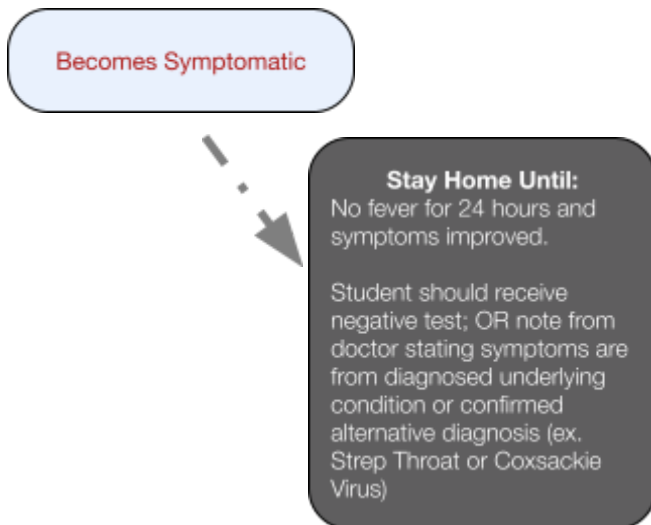 Becomes Symptomatic
Stay Home Until:
No fever for 24 hours and
symptoms improved.
Student should receive
negative test; OR note from
doctor stating symptoms are
from diagnosed underlying
condition or confirmed
alternative diagnosis (ex.
Strep Throat or Coxsackie
Virus)